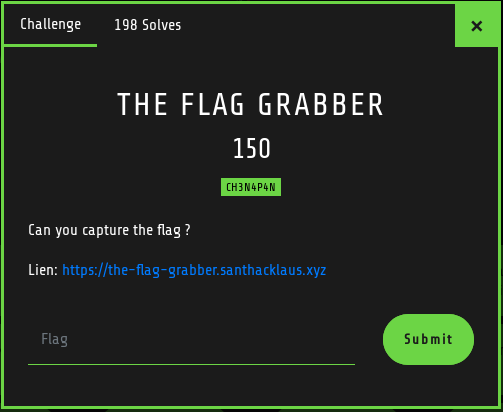 Challenge
198 Solves
×
THE FLAG GRABBER
150
CH3N4P4N
Can you capture the flag ?
Lien: https://the-flag-grabber.santhacklaus.xyz
Flag
Submit